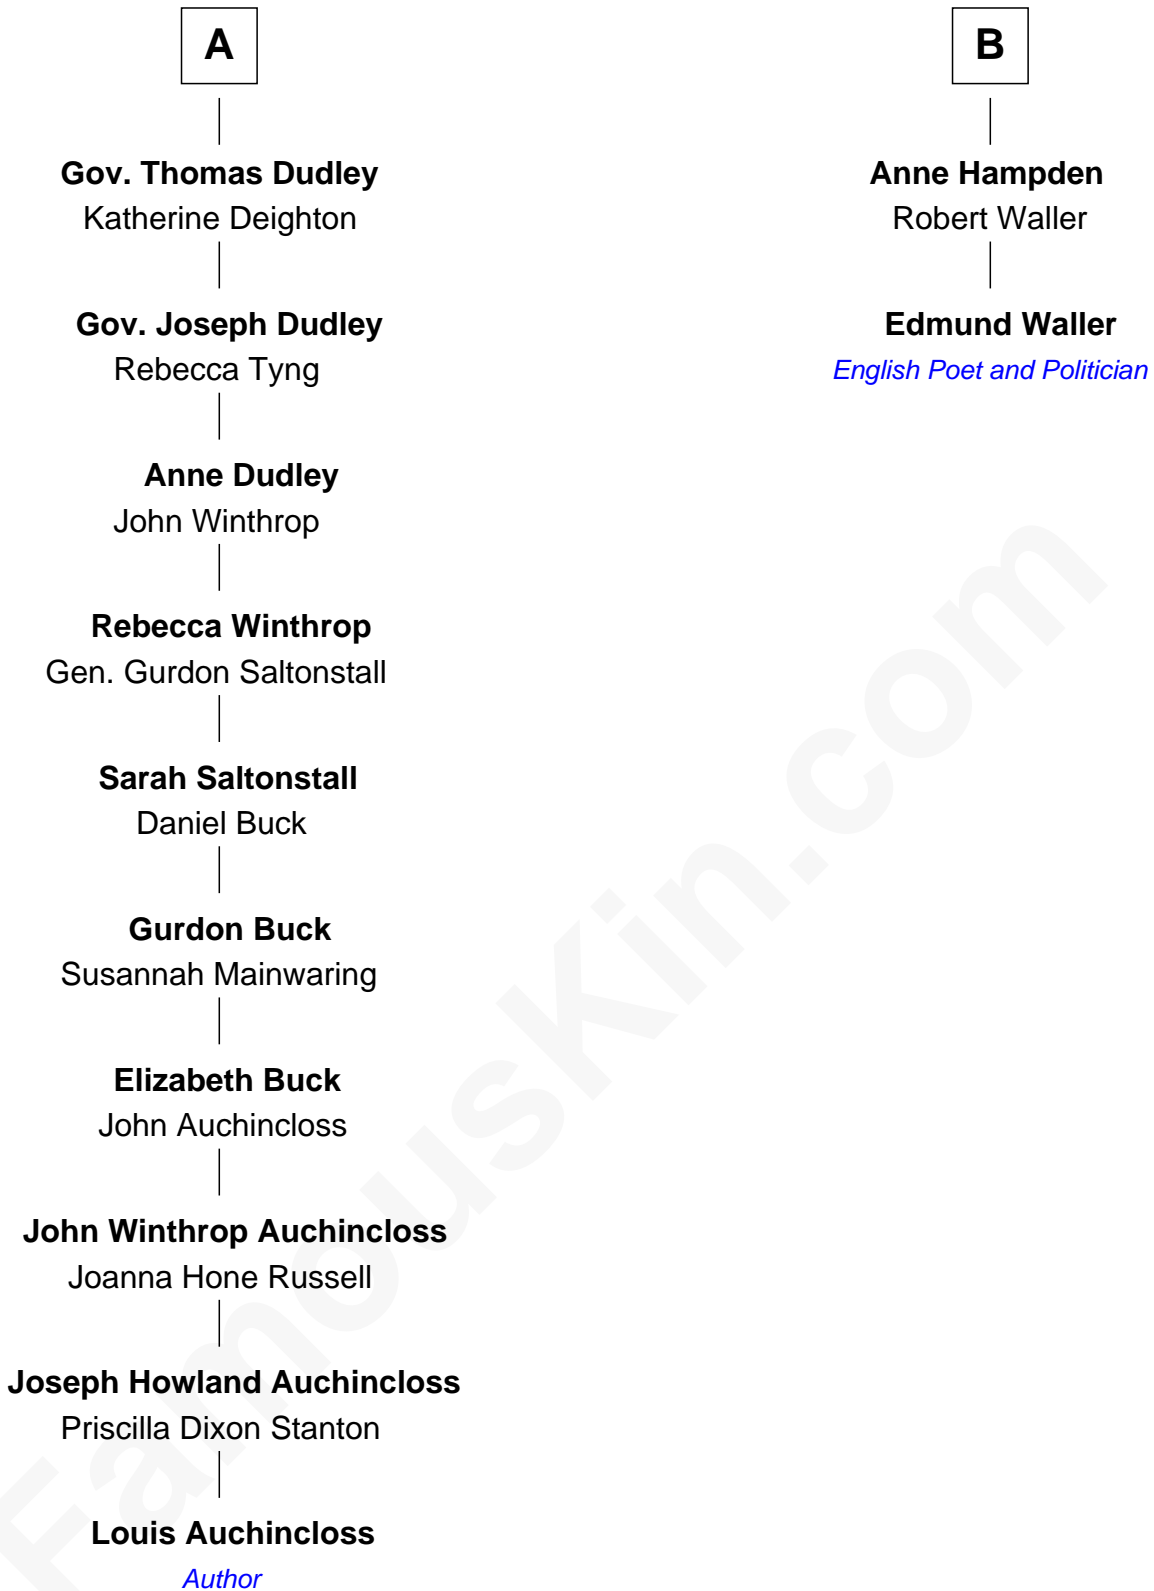 A
Gov. Thomas Dudley
Katherine Deighton
Gov. Joseph Dudley
Rebecca Tyng
Anne Dudley
John Winthrop
Rebecca Winthrop
Gen. Gurdon Saltonstall
Sarah Saltonstall
Daniel Buck
Gurdon Buck
Susannah Mainwaring
Elizabeth Buck
John Auchincloss
John Winthrop Auchincloss
Joanna Hone Russell
Joseph Howland Auchincloss
Priscilla Dixon Stanton
Louis Auchincloss
Author
B
Anne Hampden
Robert Waller
Edmund Waller
English Poet and Politician
FamousKin.com